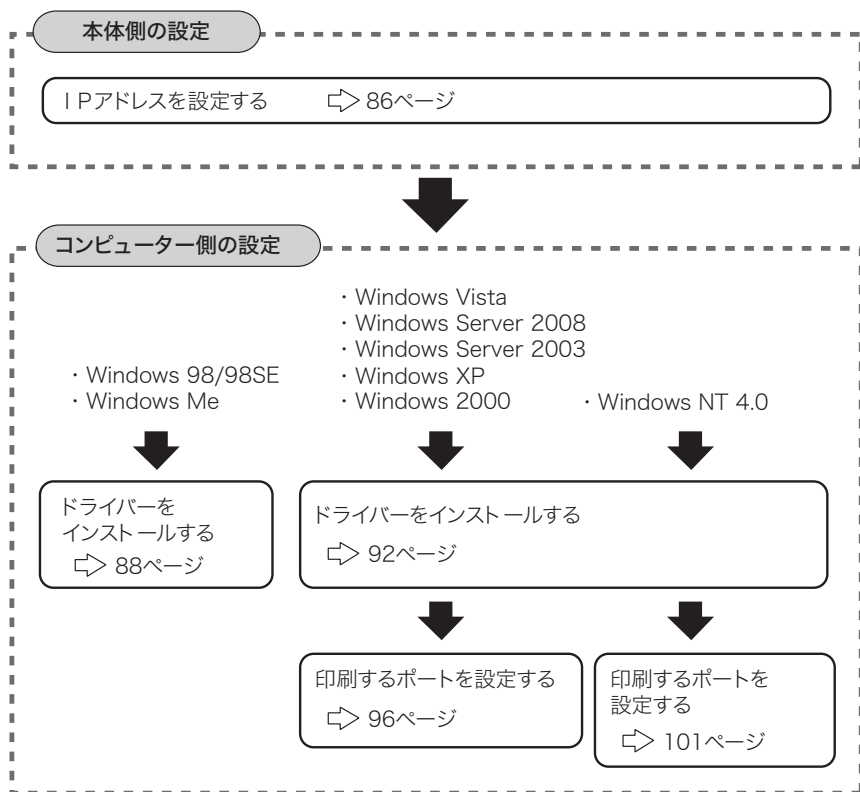 本体側の設定
IPアドレスを設定する ⇨ 86ページ
コンピューター側の設定
・Windows 98/98SE
・Windows Me
・Windows Vista
・Windows Server 2008
・Windows Server 2003
・Windows XP
・Windows 2000
・Windows NT 4.0
ドライバーを
インストールする
⇨ 88ページ
ドライバーをインストールする
⇨ 92ページ
印刷するポートを設定する
⇨ 96ページ
印刷するポートを
設定する
⇨ 101ページ